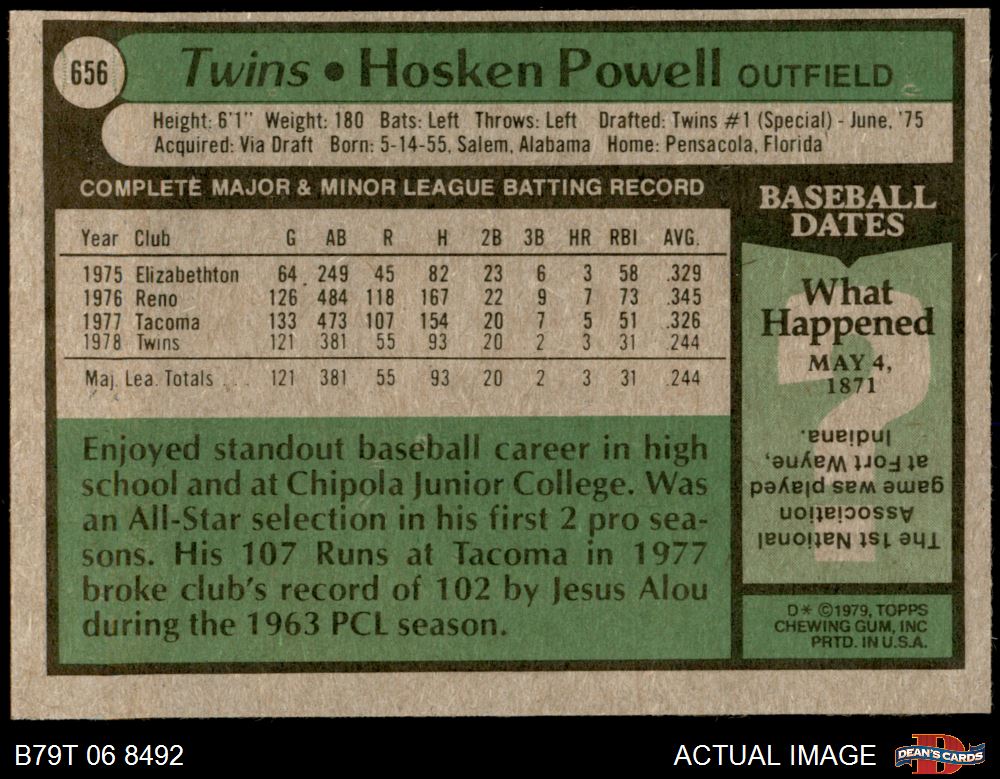 656
Twins • Hosken Powell OUTFIELD
Height: 6'1" Weight: 180 Bats: Left Throws: Left Drafted: Twins #1 (Special) - June, '75
Acquired: Via Draft Born: 5-14-55, Salem, Alabama Home: Pensacola, Florida
COMPLETE MAJOR & MINOR LEAGUE BATTING RECORD
Year Club G AB R H 2B 3B HR RBI AVG.
1975 Elizabethton 64 249 45 82 23 6 3 58 .329
1976 Reno 126 484 118 167 22 9 7 73 .345
1977 Tacoma 133 473 107 154 20 7 5 51 .326
1978 Twins 121 381 55 93 20 2 3 31 .244
Maj. Lea. Totals ... 121 381 55 93 20 2 3 31 .244
Enjoyed standout baseball career in high
school and at Chipola Junior College. Was
an All-Star selection in his first 2 pro sea-
sons. His 107 Runs at Tacoma in 1977
broke club's record of 102 by Jesus Alou
during the 1963 PCL season.
BASEBALL
DATES
What
Happened
MAY 4,
1871
?
The 1st National
Association
game was played
at Fort Wayne,
Indiana.
D* ©1979, TOPPS
CHEWING GUM, INC
PRTD. IN U.S.A.
B79T 06 8492
ACTUAL IMAGE
DEAN'S CARDS